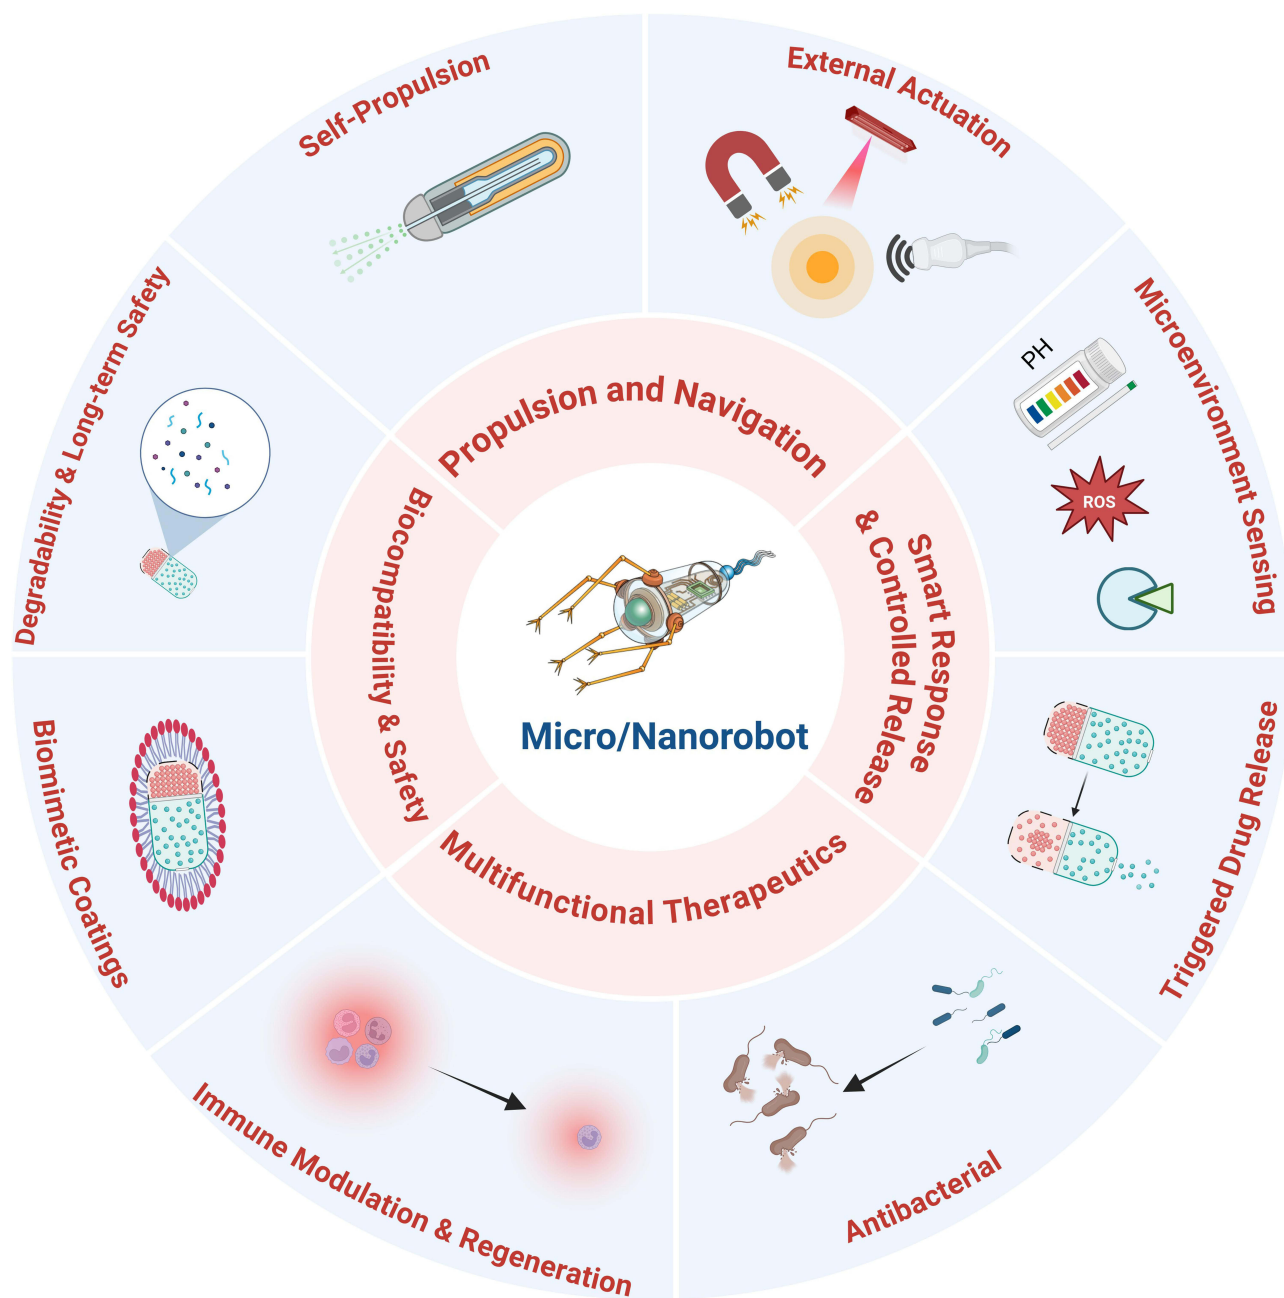 Self-Propulsion
External Actuation
Degradability & Long-term Safety
Microenvironment Sensing
PH
ROS
Propulsion and Navigation
Biocompatibility & Safety
Smart Response
& Controlled Release
Micro/Nanorobot
Multifunctional Therapeutics
Biomimetic Coatings
Triggered Drug Release
Immune Modulation & Regeneration
Antibacterial